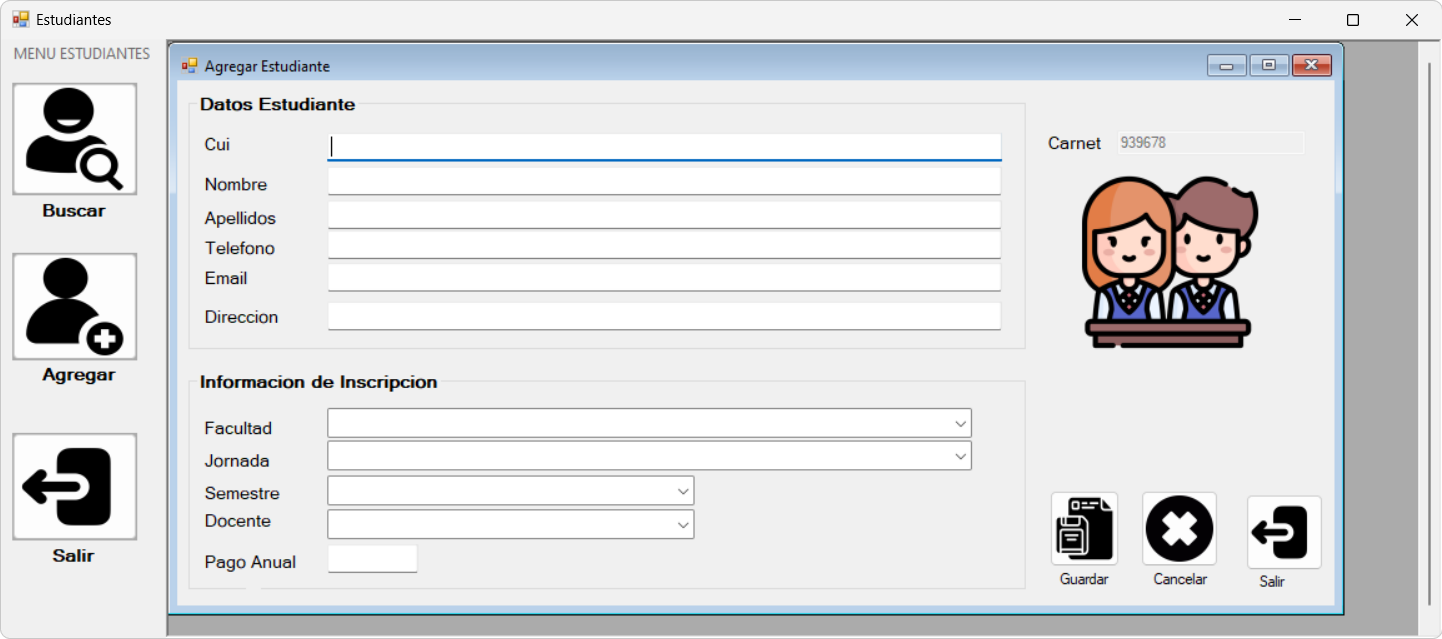 Estudiantes
MENU ESTUDIANTES
Buscar
Agregar
Salir
Agregar Estudiante
Datos Estudiante
Cui
Nombre
Apellidos
Telefono
Email
Direccion
Carnet 939678
Informacion de Inscripcion
Facultad
Jornada
Semestre
Docente
Pago Anual
Guardar
Cancelar
Salir